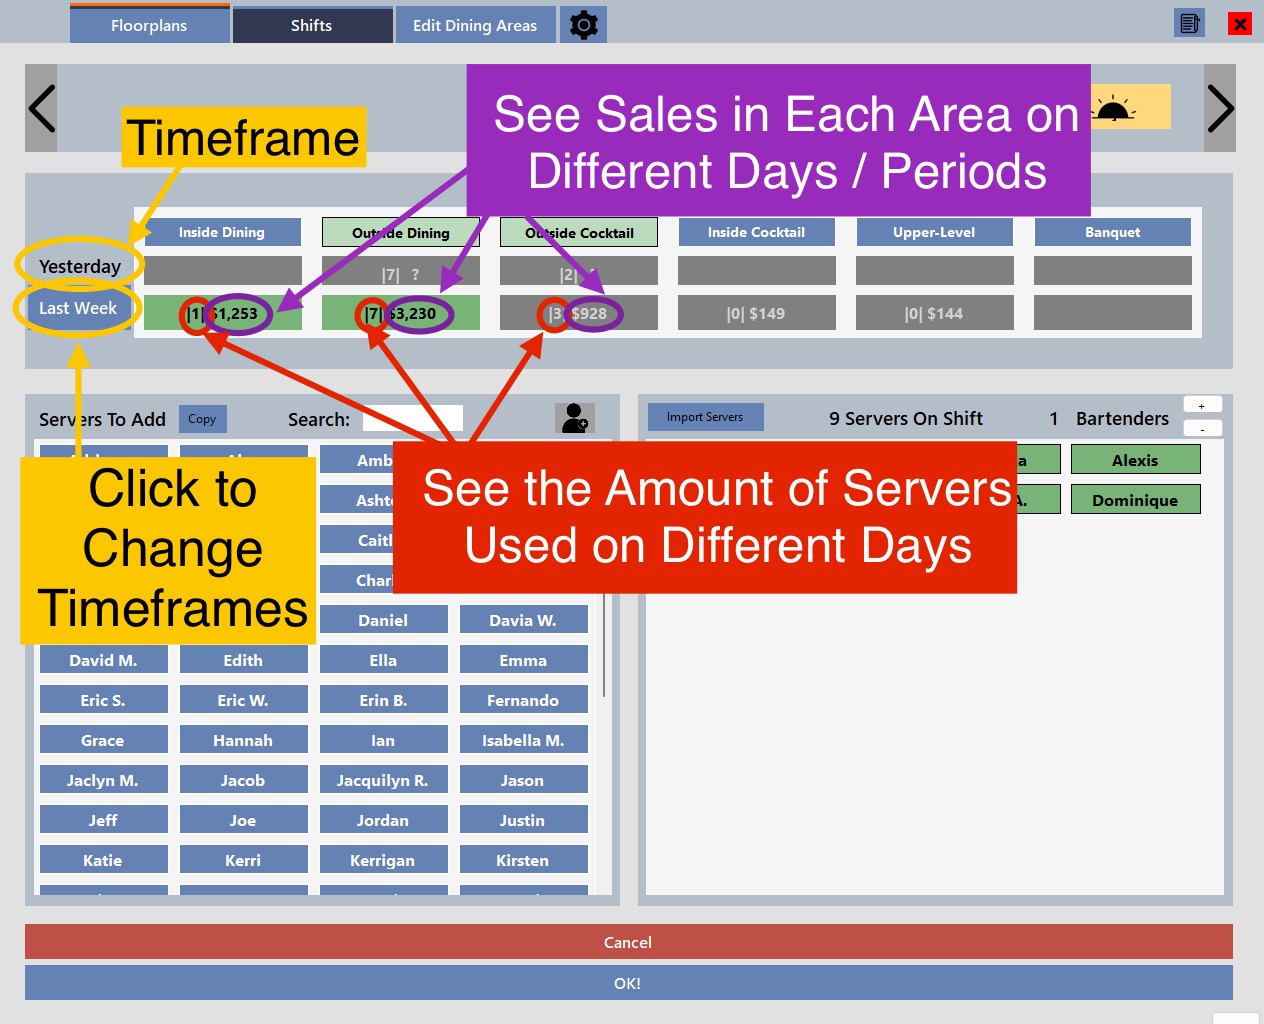 Floorplans
Shifts
Edit Dining Areas
Timeframe
See Sales in Each Area on
Different Days / Periods
Inside Dining
Outside Dining
Outside Cocktail
Inside Cocktail
Upper-Level
Banquet
Yesterday
|7| ?
|2|
Last Week
|1| $1,253
|7| $3,230
|3| $928
|0| $149
|0| $144
Servers To Add
Copy
Search:
Import Servers
9 Servers On Shift
1 Bartenders
+
-
Click to
Change
Timeframes
See the Amount of Servers
Used on Different Days
Alexis
Dominique
Daniel
Davia W.
David M.
Edith
Ella
Emma
Eric S.
Eric W.
Erin B.
Fernando
Grace
Hannah
Ian
Isabella M.
Jaclyn M.
Jacob
Jacquilyn R.
Jason
Jeff
Joe
Jordan
Justin
Katie
Kerri
Kerrigan
Kirsten
Cancel
OK!